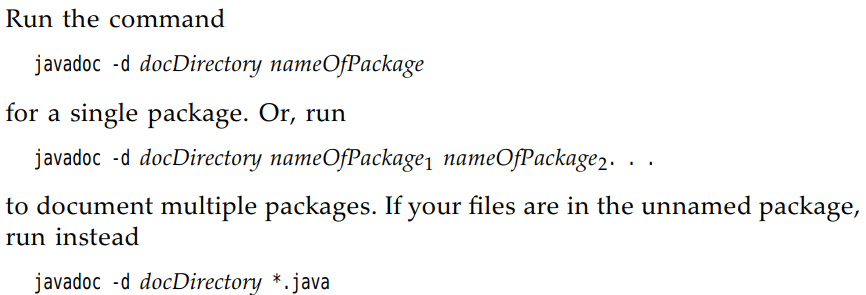 Run the command
javadoc -d docDirectory nameOfPackage
for a single package. Or, run
javadoc -d docDirectory nameOfPackage₁ nameOfPackage₂. . .
to document multiple packages. If your files are in the unnamed package,
run instead
javadoc -d docDirectory *.java